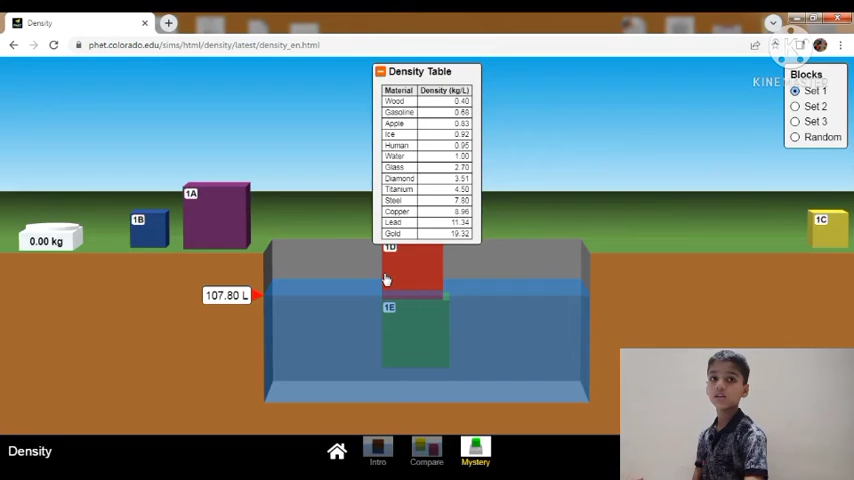 Density
phet.colorado.edu/sims/html/density/latest/density_en.html
KINEMASTER
Density Table
Material Density (kg/L)
Wood 0.40
Gasoline 0.68
Apple 0.83
Ice 0.92
Human 0.95
Water 1.00
Glass 2.70
Diamond 3.51
Titanium 4.50
Steel 7.80
Copper 8.96
Lead 11.34
Gold 19.32
Blocks
Set 1
Set 2
Set 3
Random
1A
1B
1C
1D
1E
0.00 kg
107.80 L
Density
Intro
Compare
Mystery